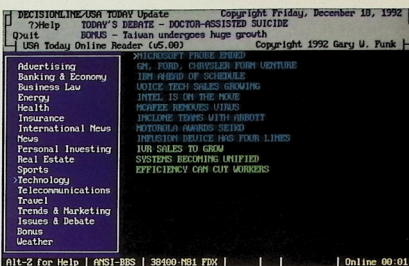 DECISIONLINE/USA TODAY Update Copyright Friday, December 18, 1992
?>Help TODAY'S DEBATE - DOCTOR-ASSISTED SUICIDE
Q>uit BONUS - Taiwan undergoes huge growth
USA Today Online Reader (v5.00) Copyright 1992 Gary W. Funk
Advertising
Banking & Economy
Business Law
Energy
Health
Insurance
International News
News
Personal Investing
Real Estate
Sports
>Technology
Telecommunications
Travel
Trends & Marketing
Issues & Debate
Bonus
Weather
>MICROSOFT PROBE ENDED
GM, FORD, CHRYSLER FORM VENTURE
IBM AHEAD OF SCHEDULE
VOICE TECH SALES GROWING
INTEL IS ON THE MOVE
MCAFEE REMOVES VIRUS
IMCLONE TEAMS WITH ABBOTT
MOTOROLA AWARDS SEIKO
INFUSION DEVICE HAS FOUR LINES
IVR SALES TO GROW
SYSTEMS BECOMING UNIFIED
EFFICIENCY CAN CUT WORKERS
Alt-Z for Help | ANSI-BBS | 38400·N81 FDX | | | | Online 00:01